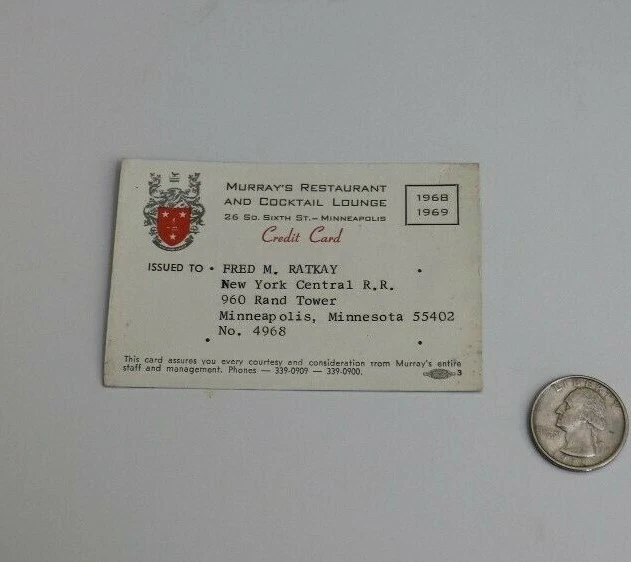 MURRAY'S RESTAURANT
AND COCKTAIL LOUNGE
26 SO. SIXTH ST.-MINNEAPOLIS
Credit Card
1968
1969
ISSUED TO • FRED M. RATKAY
New York Central R.R.
960 Rand Tower
Minneapolis, Minnesota 55402
No. 4968
This card assures you every courtesy and consideration from Murray's entire
staff and management. Phones — 339-0909 — 339-0900.
3
LIBERTY